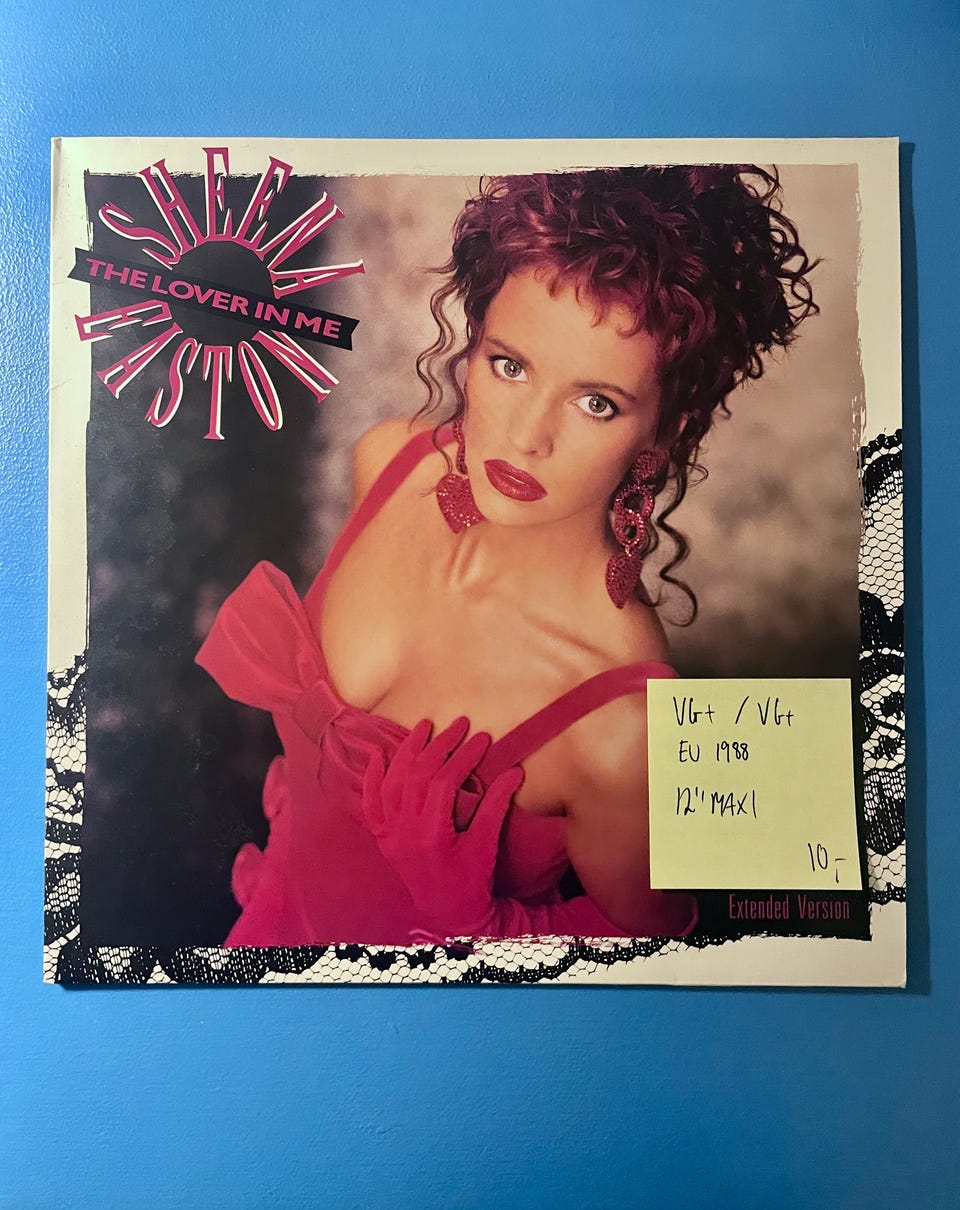 SHEENA
THE LOVER IN ME
EASTON
VG+ / VG+
EU 1988
12" MAXI
10,-
Extended Version